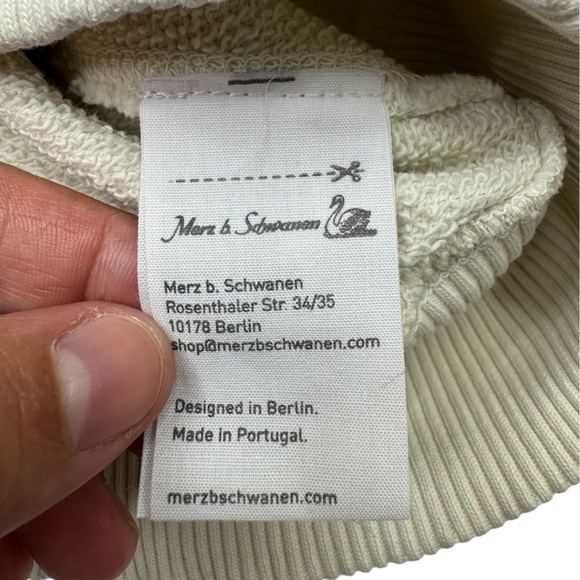 Merz b. Schwanen
Merz b. Schwanen
Rosenthaler Str. 34/35
10178 Berlin
shop@merzbschwanen.com
Designed in Berlin.
Made in Portugal.
merzbschwanen.com